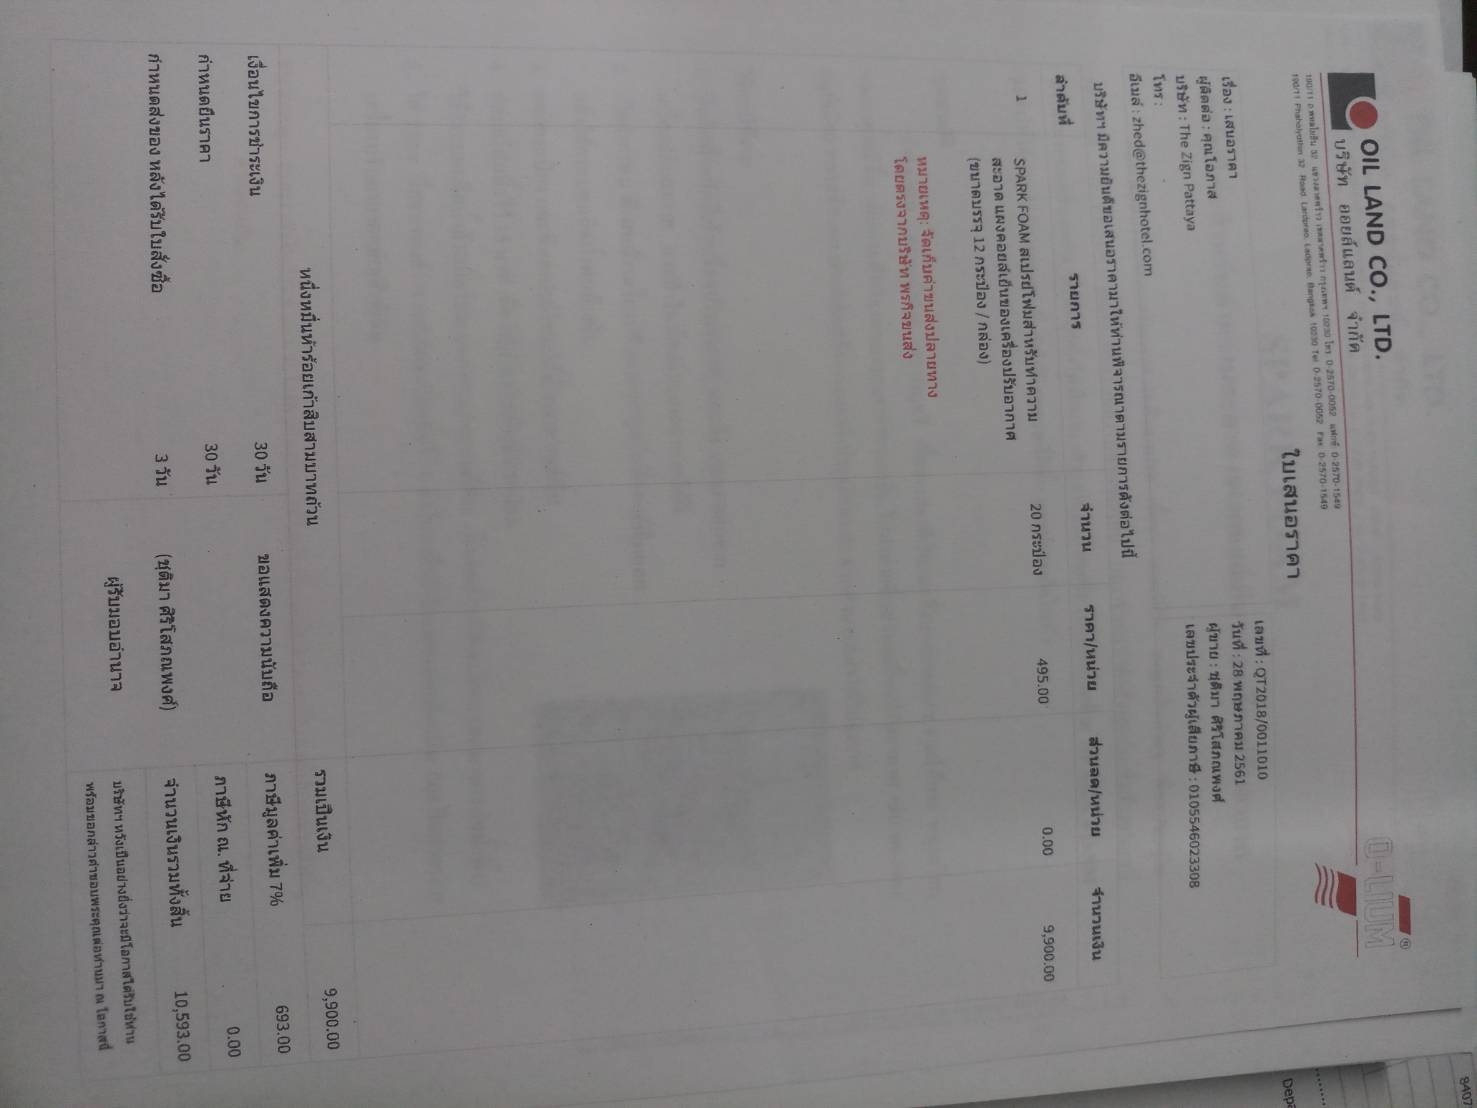 OIL LAND CO., LTD.
บริษัท ออยล์แลนด์ จำกัด
190/11 ถ.พหลโยธิน 32 แขวงลาดพร้าว เขตลาดพร้าว กรุงเทพฯ 10230 โทร. 0-2570-0052 แฟกซ์ 0-2570-1549
190/11 Phaholyothin 32 Road, Lardprao, Ladprao, Bangkok 10230 Tel. 0-2570-0052 Fax. 0-2570-1549
O-LIUM ®
ใบเสนอราคา
เรื่อง : เสนอราคา
ผู้ติดต่อ : คุณโอภาส
บริษัท : The Zign Pattaya
โทร :
อีเมล์ : zhed@thezignhotel.com
เลขที่ : QT2018/0011010
วันที่ : 28 พฤษภาคม 2561
ผู้ขาย : ชุติมา ศิริโสภณพงศ์
เลขประจำตัวผู้เสียภาษี : 0105546023308
บริษัทฯ มีความยินดีขอเสนอราคามาให้ท่านพิจารณาตามรายการดังต่อไปนี้
ลำดับที่ รายการ จำนวน ราคา/หน่วย ส่วนลด/หน่วย จำนวนเงิน
1 SPARK FOAM สเปรย์โฟมสำหรับทำความ 20 กระป๋อง 495.00 0.00 9,900.00
สะอาด แผงคอยล์เย็นของเครื่องปรับอากาศ
(ขนาดบรรจุ 12 กระป๋อง / กล่อง)
หมายเหตุ: จัดเก็บค่าขนส่งปลายทาง
โดยตรงจากบริษัท พรกิจขนส่ง
หนึ่งหมื่นห้าร้อยเก้าสิบสามบาทถ้วน
รวมเป็นเงิน 9,900.00
ภาษีมูลค่าเพิ่ม 7% 693.00
ภาษีหัก ณ. ที่จ่าย 0.00
จำนวนเงินรวมทั้งสิ้น 10,593.00
เงื่อนไขการชำระเงิน 30 วัน
กำหนดยืนราคา 30 วัน
กำหนดส่งของ หลังได้รับใบสั่งซื้อ 3 วัน
ขอแสดงความนับถือ
(ชุติมา ศิริโสภณพงศ์)
ผู้รับมอบอำนาจ
บริษัทฯ หวังเป็นอย่างยิ่งว่าจะมีโอกาสได้รับใช้ท่าน
พร้อมขอกล่าวคำขอบพระคุณต่อท่านมา ณ โอกาสนี้
8407